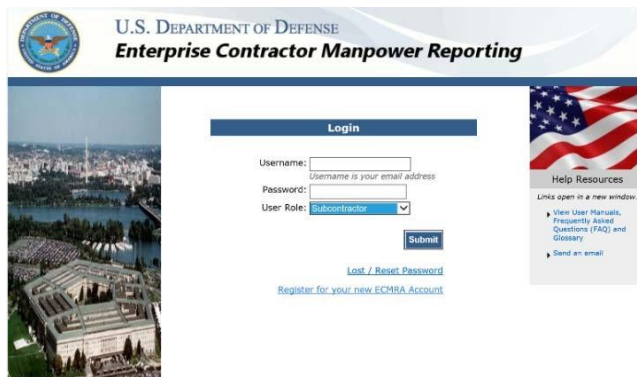 U.S. DEPARTMENT OF DEFENSE
Enterprise Contractor Manpower Reporting
Login
Username:
Username is your email address
Password:
User Role: Subcontractor
Submit
Lost / Reset Password
Register for your new ECMRA Account
Help Resources
Links open in a new window.
View User Manuals,
Frequently Asked
Questions (FAQ) and
Glossary
Send an email